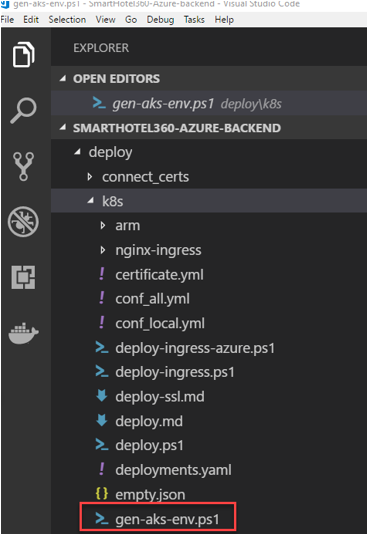 gen-aks-env.ps1 - SmartHotel360-Azure-backend - Visual Studio Code
File Edit Selection View Go Debug Tasks Help
EXPLORER
OPEN EDITORS
gen-aks-env.ps1 deploy\k8s
SMARTHOTEL360-AZURE-BACKEND
deploy
connect_certs
k8s
arm
nginx-ingress
certificate.yml
conf_all.yml
conf_local.yml
deploy-ingress-azure.ps1
deploy-ingress.ps1
deploy-ssl.md
deploy.md
deploy.ps1
deployments.yaml
empty.json
gen-aks-env.ps1